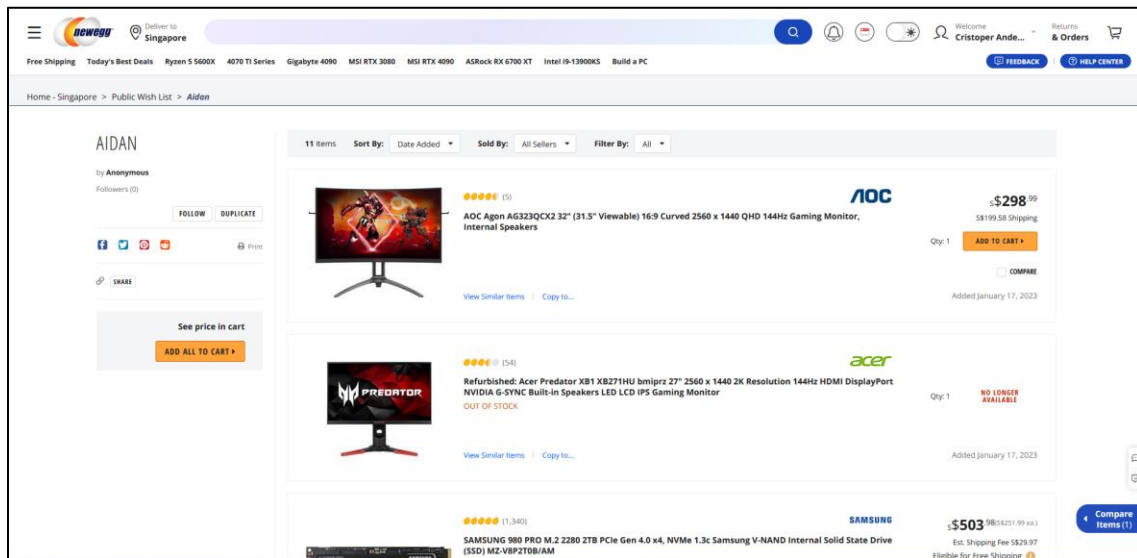 newegg
Deliver to
Singapore
Welcome
Cristoper Ande...
Returns
& Orders
Free Shipping Today's Best Deals Ryzen 5 5600X 4070 TI Series Gigabyte 4090 MSI RTX 3080 MSI RTX 4090 ASRock RX 6700 XT Intel i9-13900KS Build a PC
FEEDBACK
HELP CENTER
Home - Singapore > Public Wish List > Aidan
AIDAN
by Anonymous
Followers (0)
FOLLOW DUPLICATE
Print
SHARE
See price in cart
ADD ALL TO CART
11 Items Sort By: Date Added Sold By: All Sellers Filter By: All
(5)
AOC
AOC Agon AG323QCX2 32" (31.5" Viewable) 16:9 Curved 2560 x 1440 QHD 144Hz Gaming Monitor,
Internal Speakers
S$298.99
S$199.58 Shipping
Qty: 1 ADD TO CART
COMPARE
View Similar Items | Copy to...
Added January 17, 2023
PREDATOR
(54)
acer
Refurbished: Acer Predator XB1 XB271HU bmiprz 27" 2560 x 1440 2K Resolution 144Hz HDMI DisplayPort
NVIDIA G-SYNC Built-in Speakers LED LCD IPS Gaming Monitor
OUT OF STOCK
Qty: 1 NO LONGER
AVAILABLE
View Similar Items | Copy to...
Added January 17, 2023
(1,340)
SAMSUNG
SAMSUNG 980 PRO M.2 2280 2TB PCIe Gen 4.0 x4, NVMe 1.3c Samsung V-NAND Internal Solid State Drive
(SSD) MZ-V8P2T0B/AM
S$503.98 (S$251.99 ea.)
Est. Shipping Fee S$29.97
Eligible for Free Shipping
Compare
Items (1)